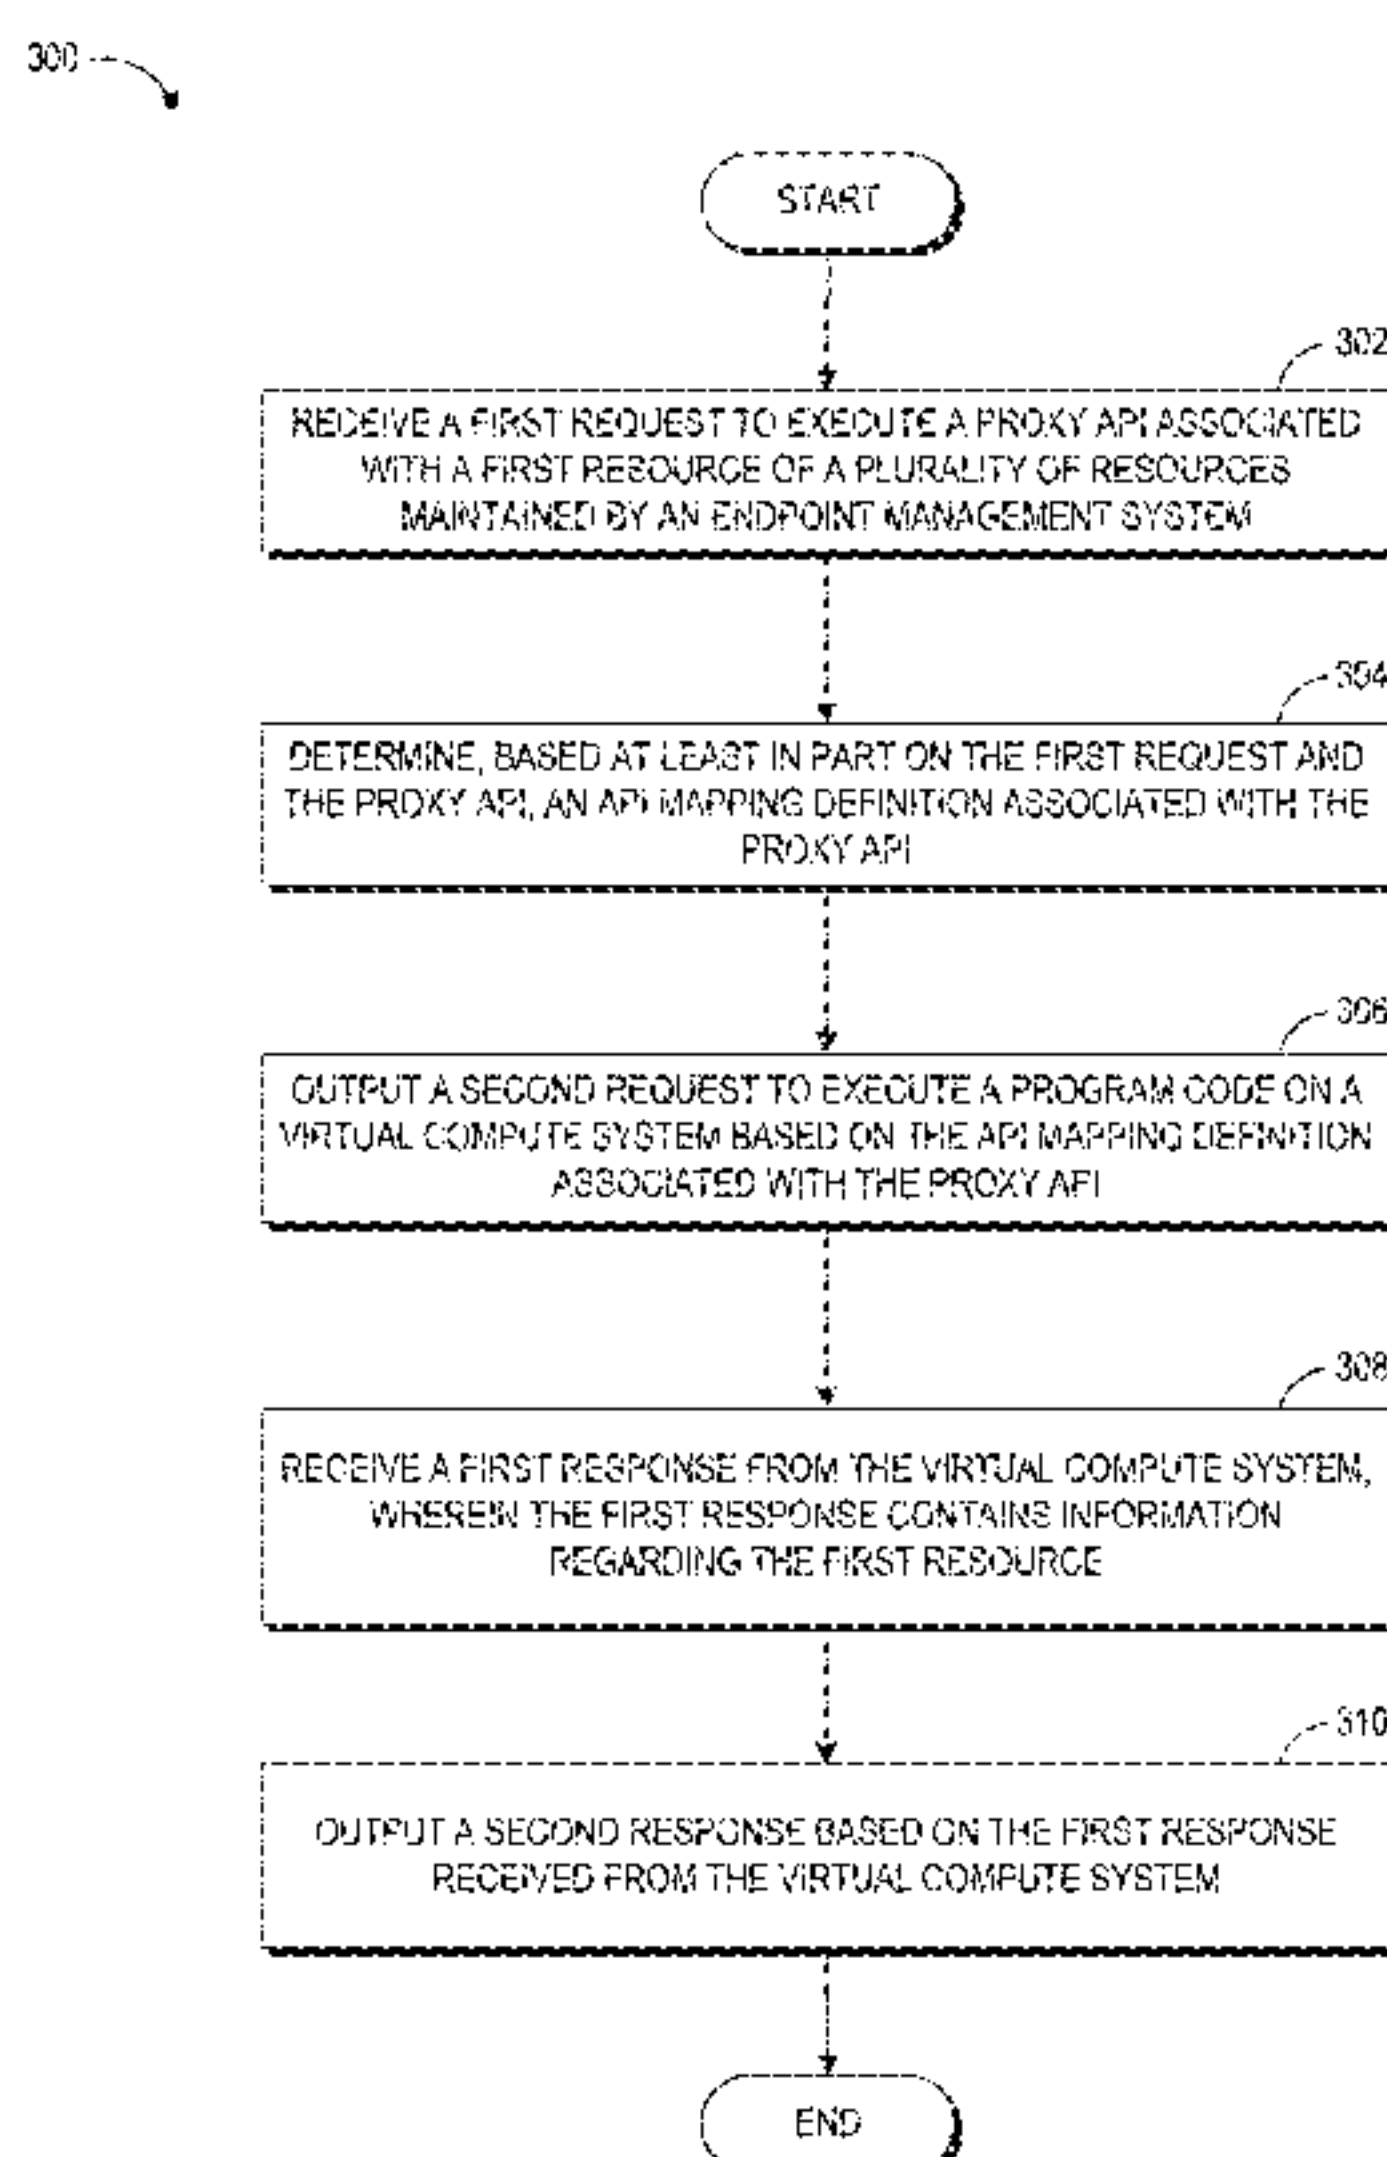 300
START
302
RECEIVE A FIRST REQUEST TO EXECUTE A PROXY API ASSOCIATED
WITH A FIRST RESOURCE OF A PLURALITY OF RESOURCES
MAINTAINED BY AN ENDPOINT MANAGEMENT SYSTEM
304
DETERMINE, BASED AT LEAST IN PART ON THE FIRST REQUEST AND
THE PROXY API, AN API MAPPING DEFINITION ASSOCIATED WITH THE
PROXY API
306
OUTPUT A SECOND REQUEST TO EXECUTE A PROGRAM CODE ON A
VIRTUAL COMPUTE SYSTEM BASED ON THE API MAPPING DEFINITION
ASSOCIATED WITH THE PROXY API
308
RECEIVE A FIRST RESPONSE FROM THE VIRTUAL COMPUTE SYSTEM,
WHEREIN THE FIRST RESPONSE CONTAINS INFORMATION
REGARDING THE FIRST RESOURCE
310
OUTPUT A SECOND RESPONSE BASED ON THE FIRST RESPONSE
RECEIVED FROM THE VIRTUAL COMPUTE SYSTEM
END